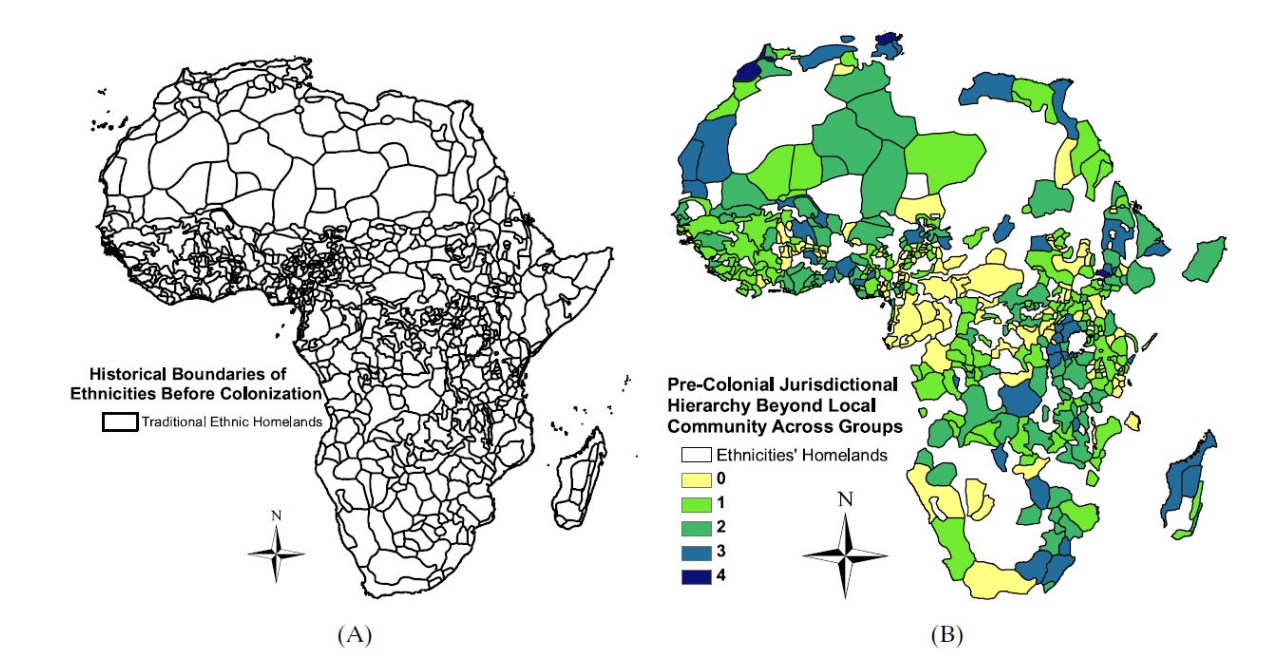 N
Historical Boundaries of
Ethnicities Before Colonization
Traditional Ethnic Homelands
(A)
Pre-Colonial Jurisdictional
Hierarchy Beyond Local
Community Across Groups
Ethnicities' Homelands
0
1
2
3
4
N
(B)